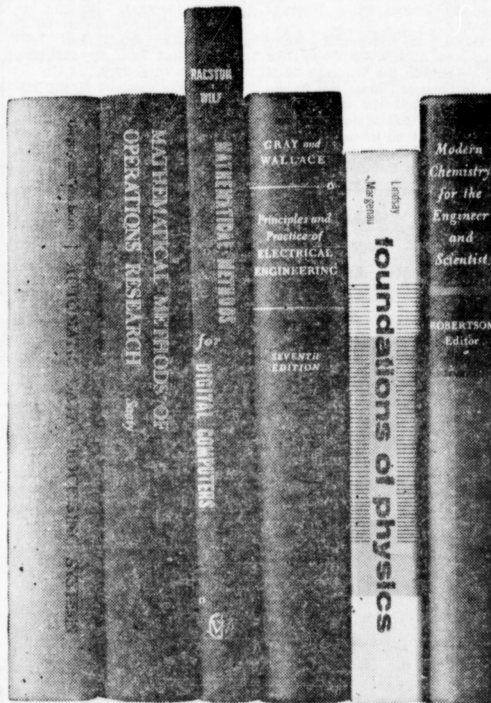 AUTOMATIC
SYSTEMS
MATHEMATICAL METHODS OF
OPERATIONS RESEARCH
Saaty
RALSTON
WILF
MATHEMATICAL METHODS
for
DIGITAL COMPUTERS
GRAY and
WALLACE
Principles and
Practice of
ELECTRICAL
ENGINEERING
SEVENTH
EDITION
Lindsay
Margenau
foundations of physics
Modern
Chemistry
for the
Engineer
and
Scientist
ROBERTSON
Editor